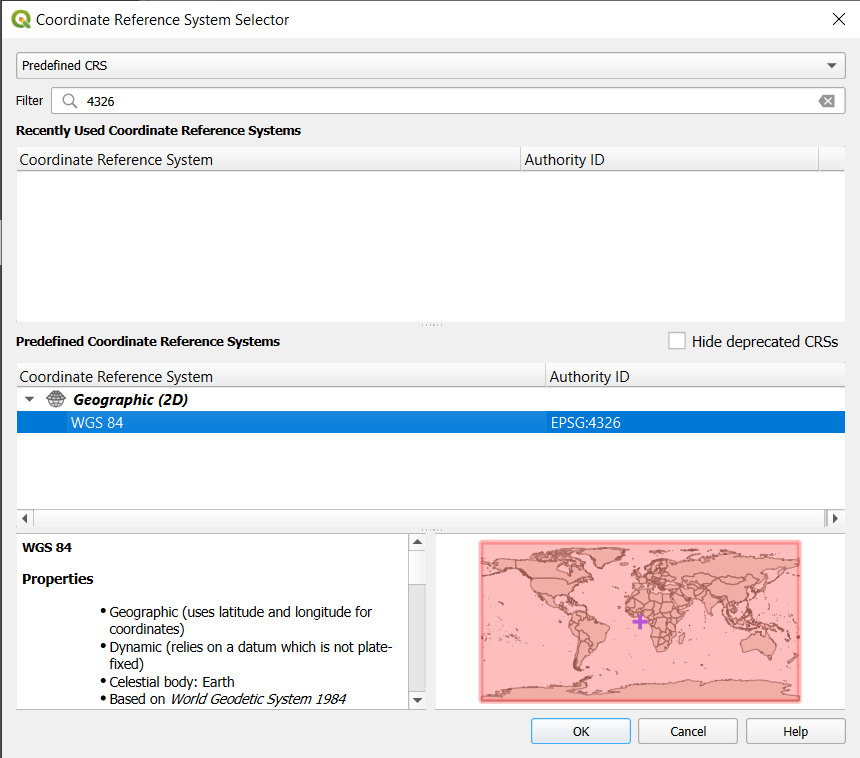 Coordinate Reference System Selector
Predefined CRS
Filter 4326
Recently Used Coordinate Reference Systems
Coordinate Reference System Authority ID
Predefined Coordinate Reference Systems Hide deprecated CRSs
Coordinate Reference System Authority ID
Geographic (2D)
WGS 84 EPSG:4326
WGS 84
Properties
• Geographic (uses latitude and longitude for
coordinates)
• Dynamic (relies on a datum which is not plate-
fixed)
• Celestial body: Earth
• Based on World Geodetic System 1984
OK Cancel Help